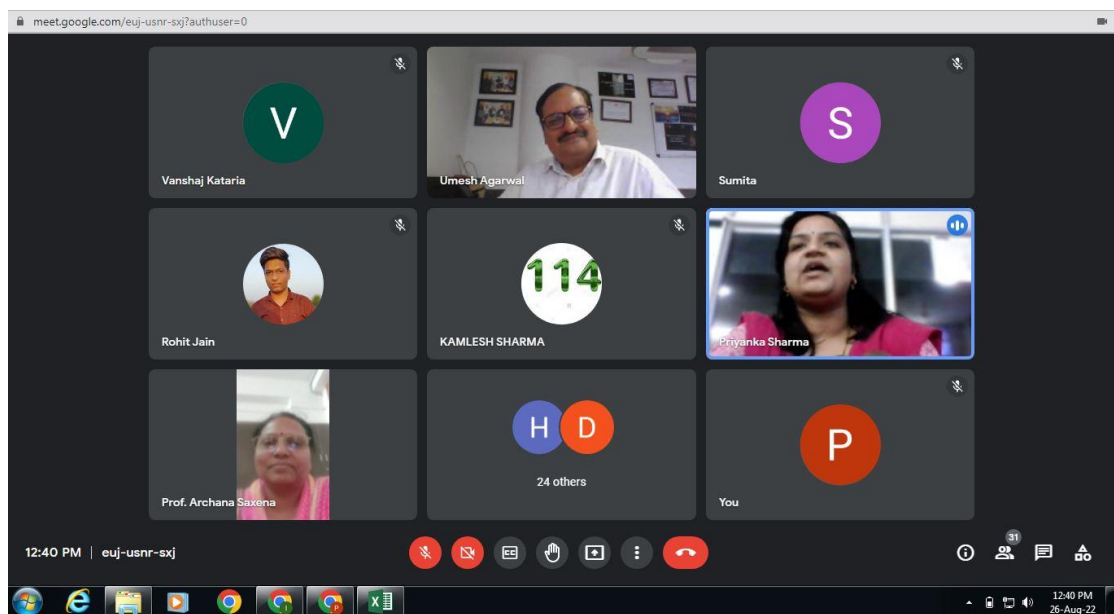 meet.google.com/euj-usnr-sxj?authuser=0
V
Vanshaj Kataria
Umesh Agarwal
S
Sumita
Rohit Jain
114
KAMLESH SHARMA
Priyanka Sharma
Prof. Archana Saxena
H D
24 others
P
You
12:40 PM | euj-usnr-sxj
CC
31
12:40 PM
26-Aug-22